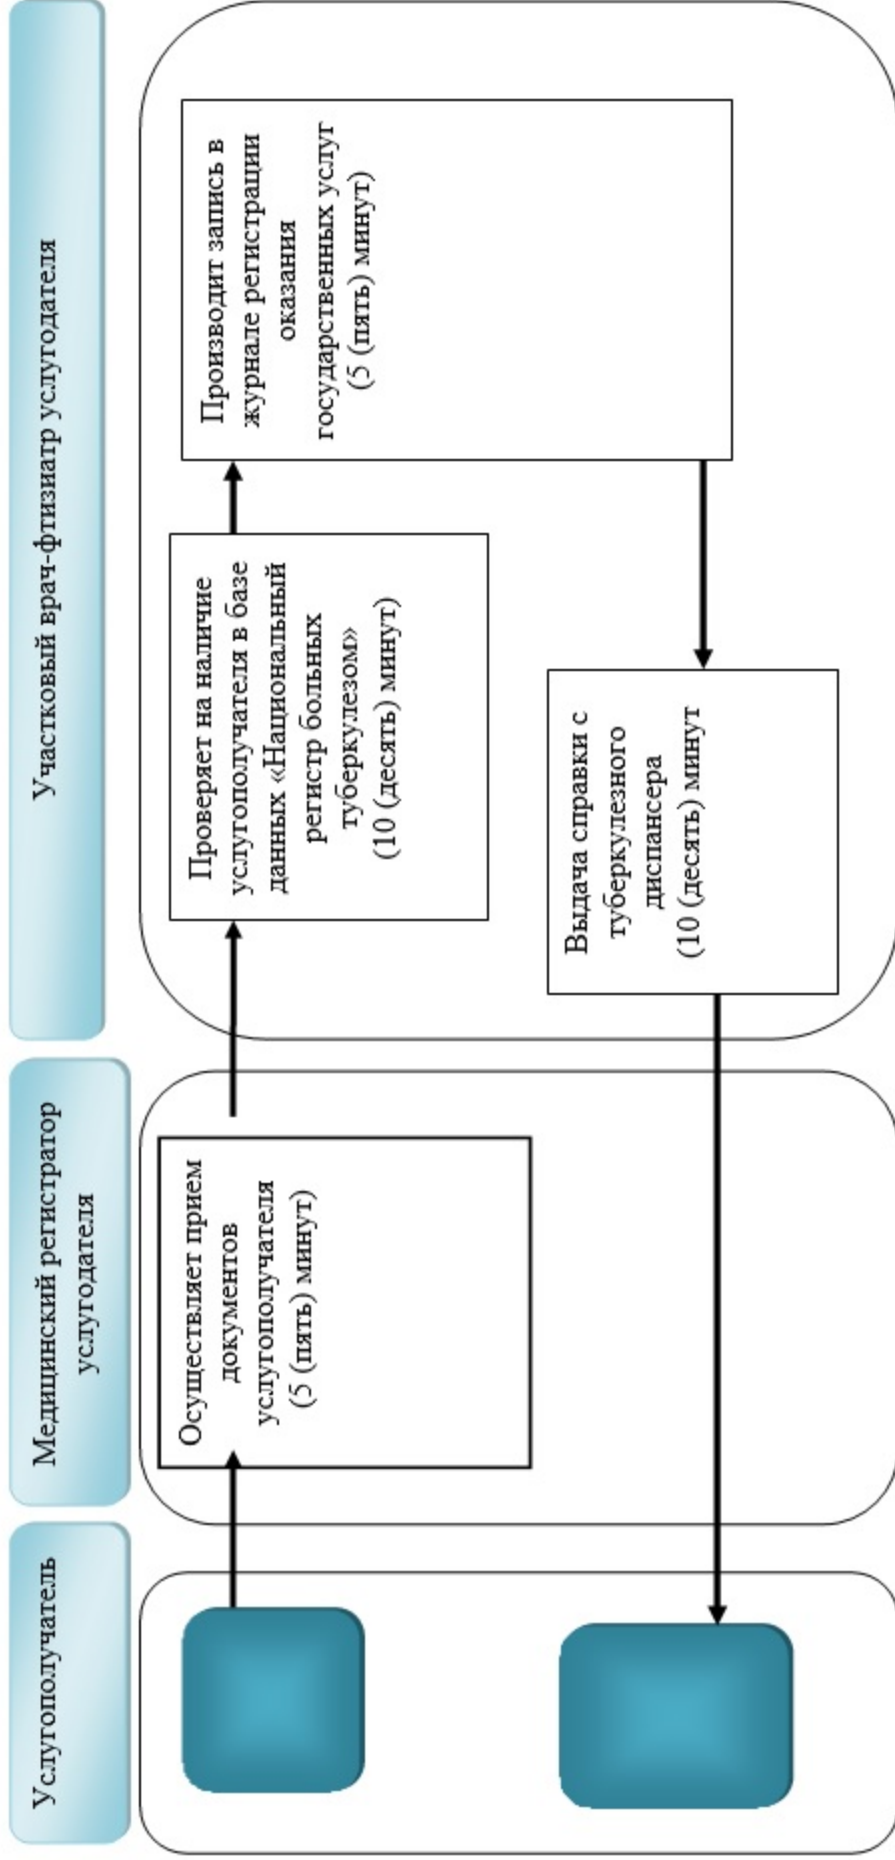 Услугополучатель
Медицинский регистратор
услугодателя
Участковый врач-фтизиатр услугодателя
Осуществляет прием
документов
услугополучателя
(5 (пять) минут)
Проверяет на наличие
услугополучателя в базе
данных «Национальный
регистр больных
туберкулезом»
(10 (десять) минут)
Производит запись в
журнале регистрации
оказания
государственных услуг
(5 (пять) минут)
Выдача справки с
туберкулезного
диспансера
(10 (десять) минут